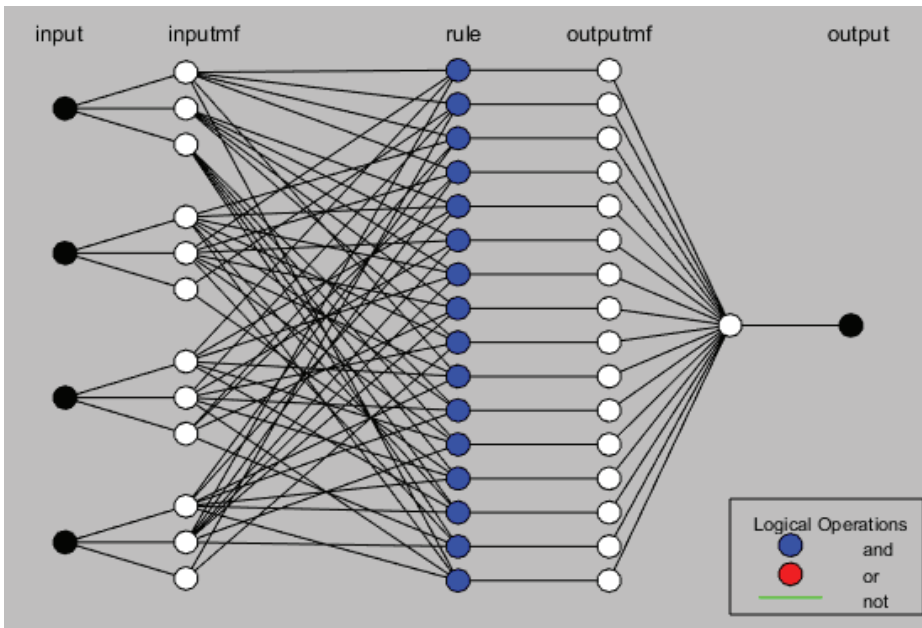 input inputmf rule outputmf output
Logical Operations
and
or
not